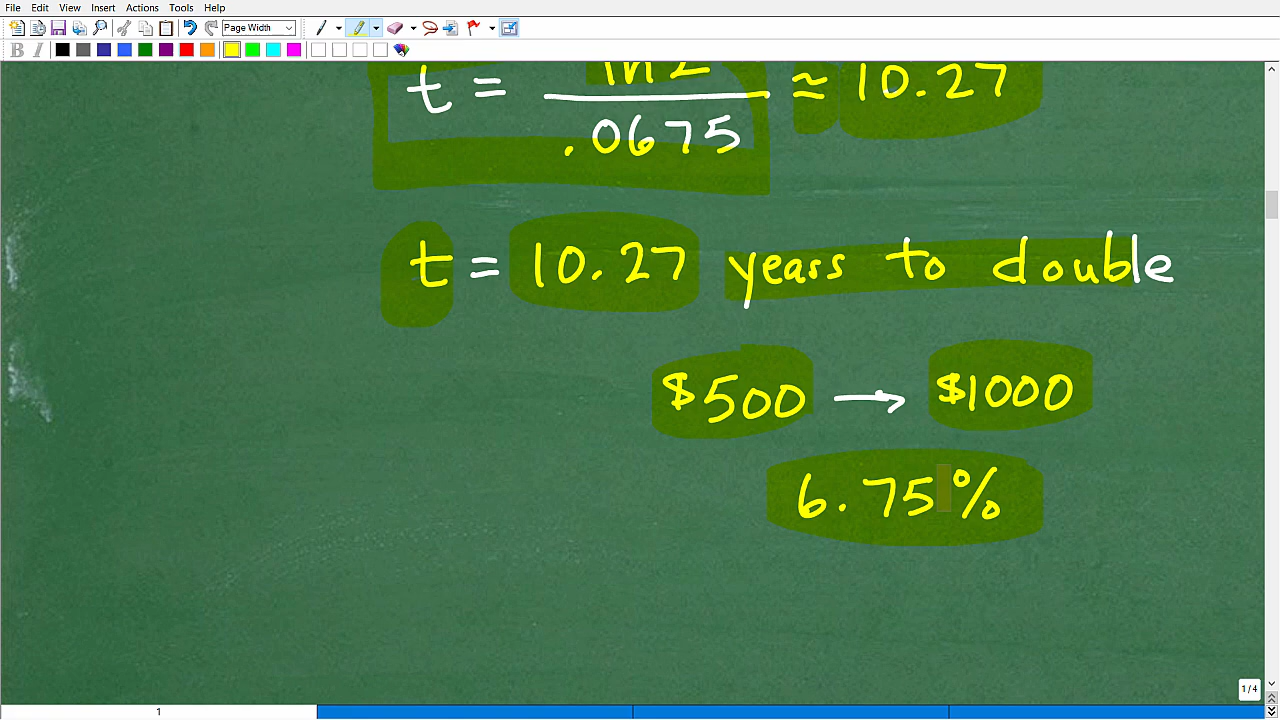 File Edit View Insert Actions Tools Help
Page Width
B I
t = ln 2 / .0675 ≈ 10.27
t = 10.27 years to double
$500 → $1000
6.75%
1/4
1